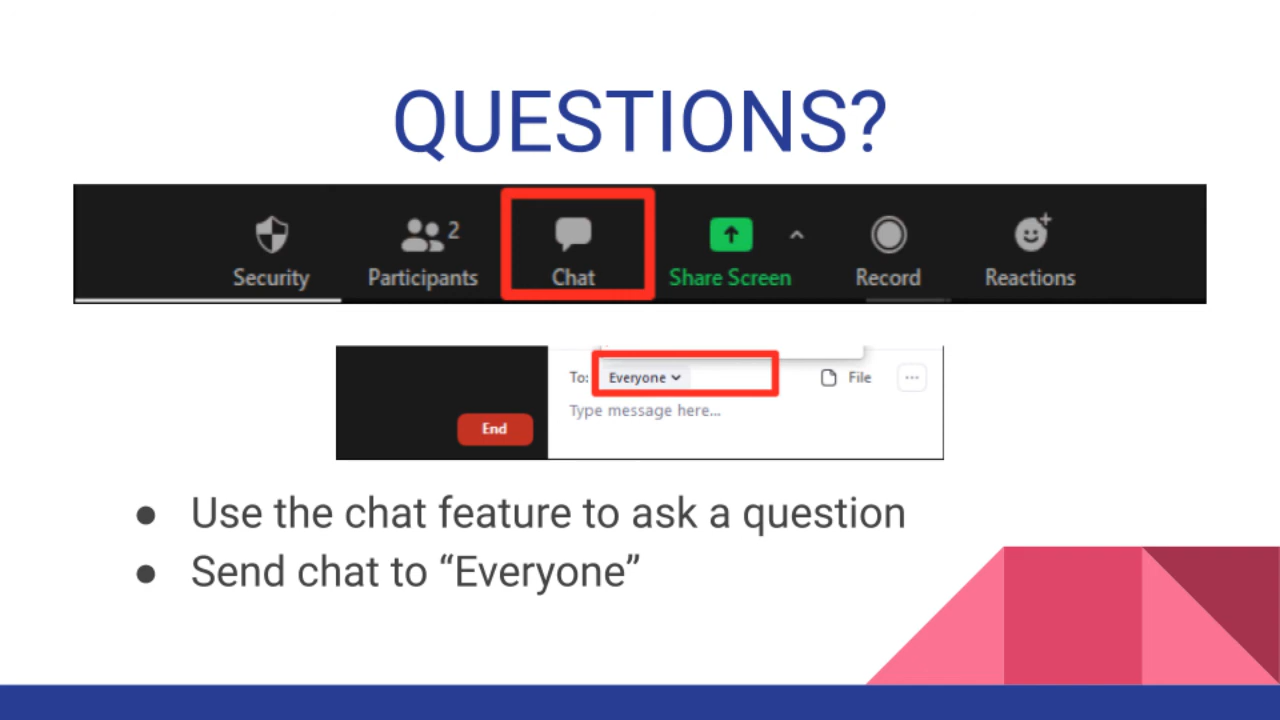 QUESTIONS?
2
Security Participants Chat Share Screen Record Reactions
To: Everyone File ...
Type message here...
End
● Use the chat feature to ask a question
● Send chat to “Everyone”